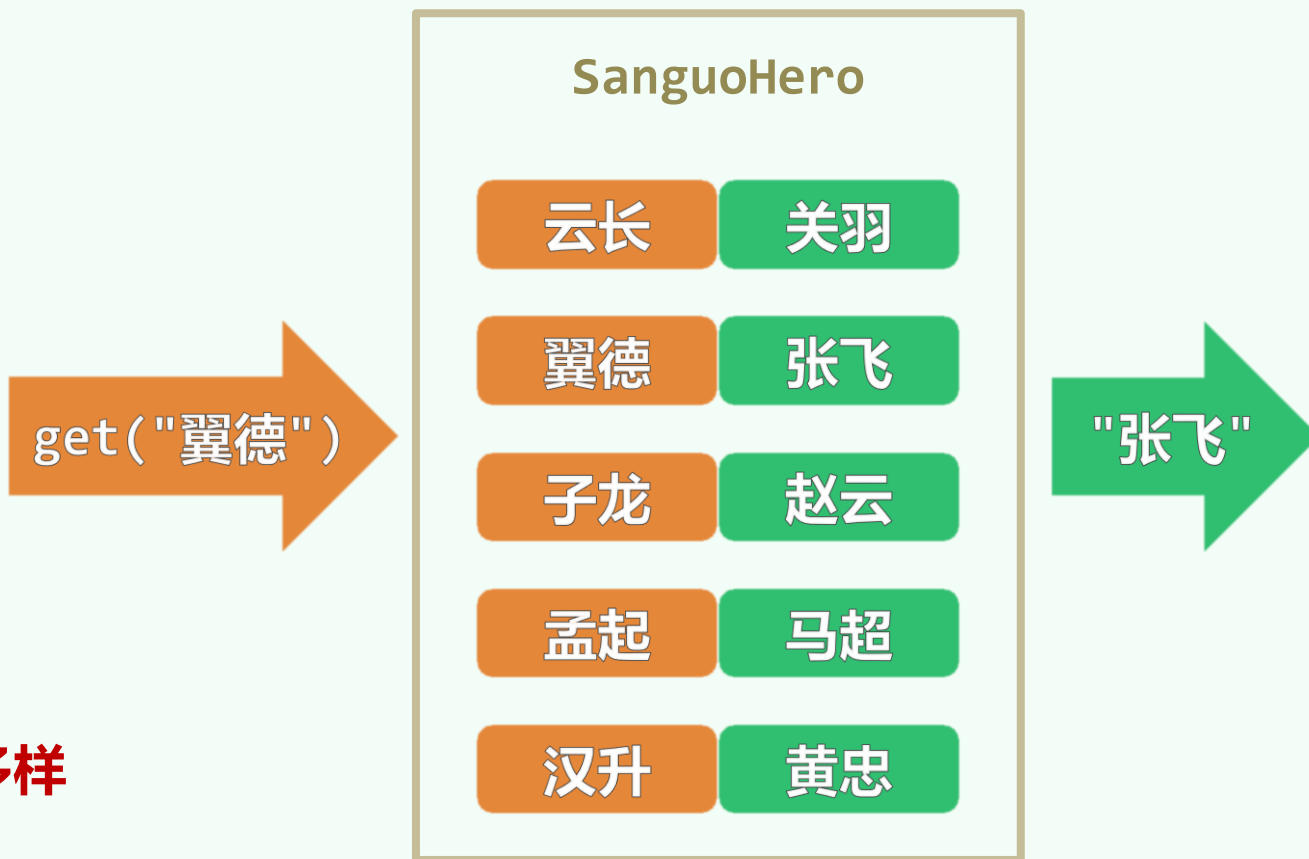 SanguoHero
云长 关羽
翼德 张飞
get("翼德")
"张飞"
子龙 赵云
孟起 马超
汉升 黄忠
样